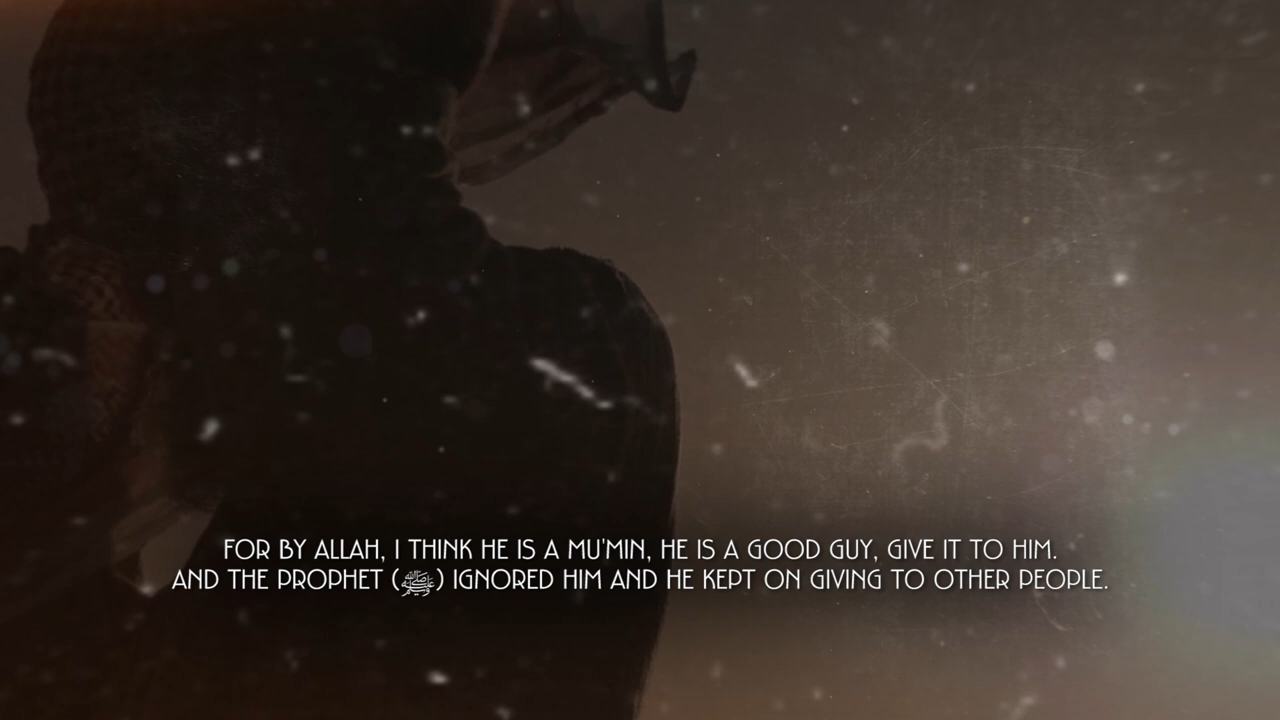 FOR BY ALLAH, I THINK HE IS A MU'MIN, HE IS A GOOD GUY, GIVE IT TO HIM.
AND THE PROPHET (ﷺ) IGNORED HIM AND HE KEPT ON GIVING TO OTHER PEOPLE.